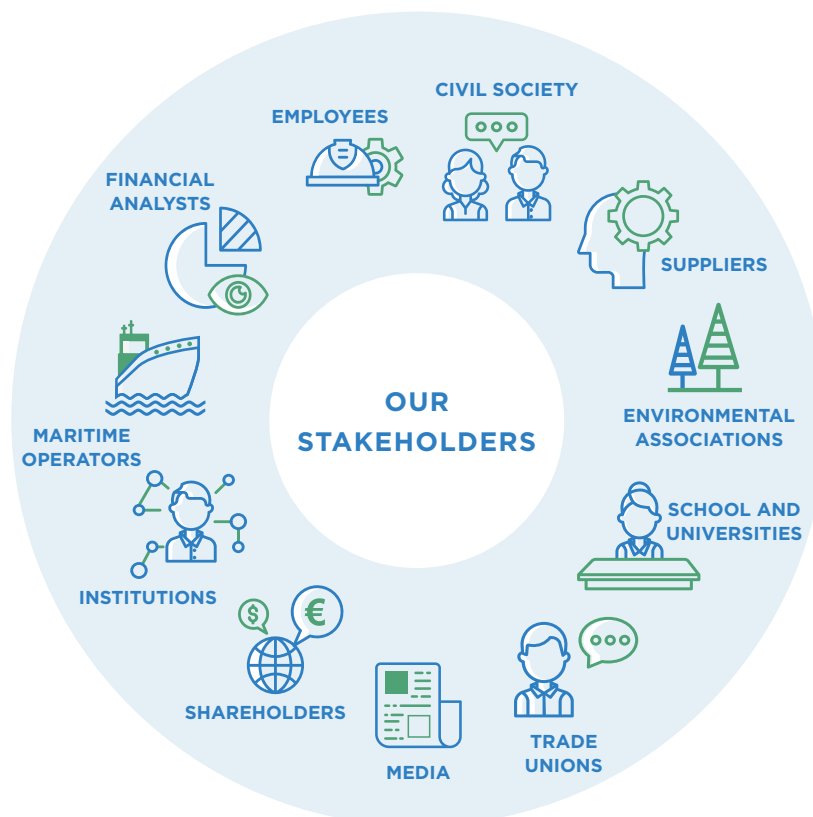 CIVIL SOCIETY
EMPLOYEES
FINANCIAL
ANALYSTS
SUPPLIERS
OUR
STAKEHOLDERS
ENVIRONMENTAL
ASSOCIATIONS
MARITIME
OPERATORS
SCHOOL AND
UNIVERSITIES
INSTITUTIONS
$
€
SHAREHOLDERS
TRADE
UNIONS
MEDIA